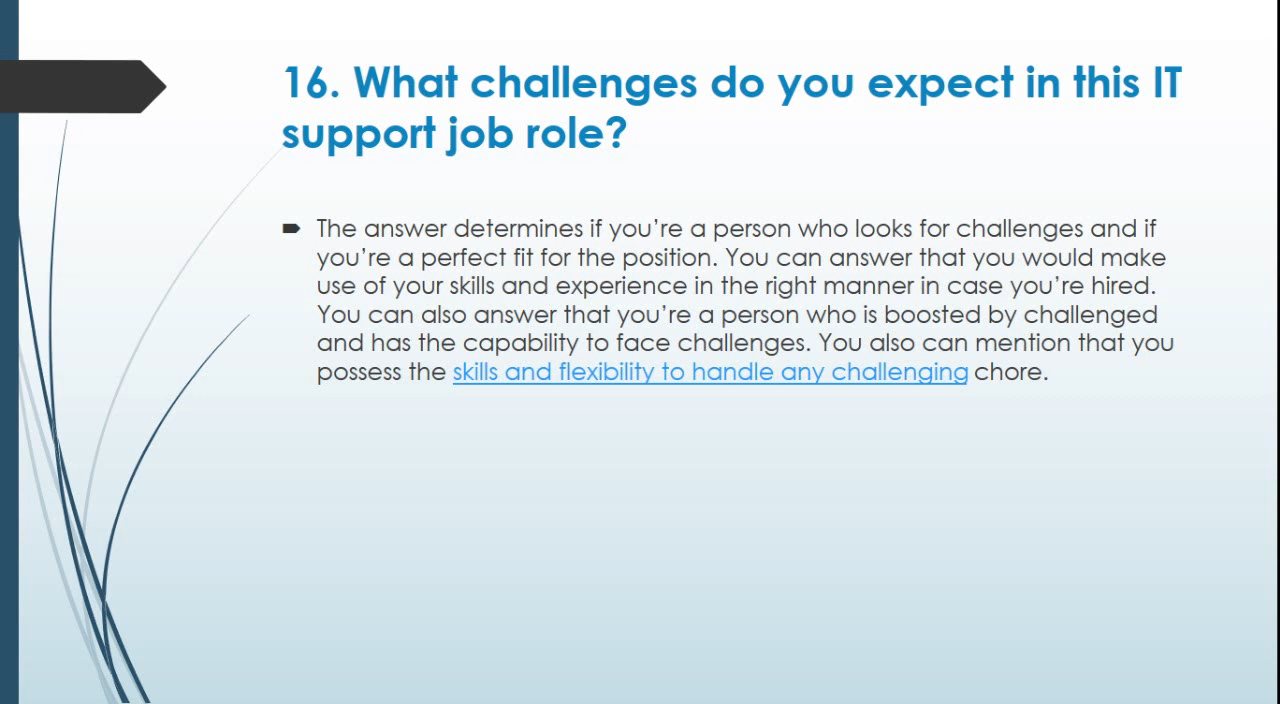 16. What challenges do you expect in this IT
support job role?
The answer determines if you’re a person who looks for challenges and if
you’re a perfect fit for the position. You can answer that you would make
use of your skills and experience in the right manner in case you’re hired.
You can also answer that you’re a person who is boosted by challenged
and has the capability to face challenges. You also can mention that you
possess the skills and flexibility to handle any challenging chore.